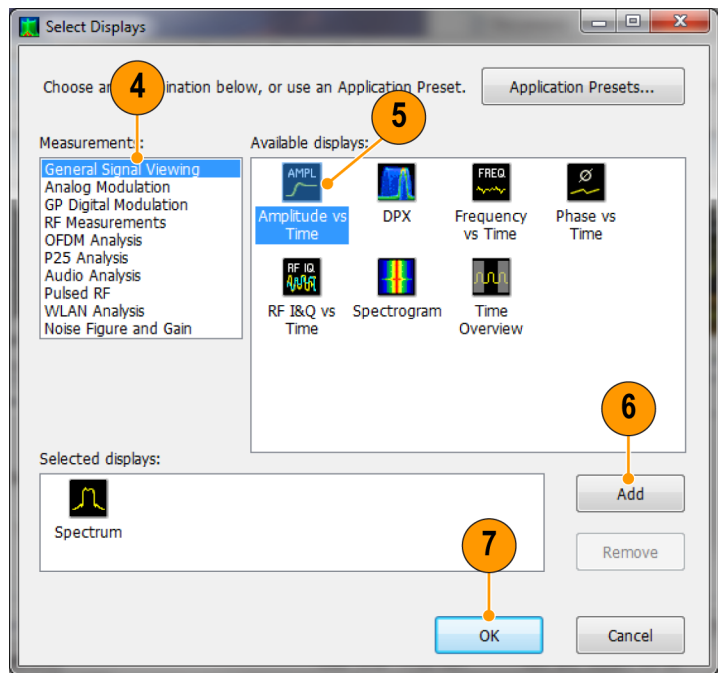 Select Displays
Choose an 4 ination below, or use an Application Preset.
Application Presets...
5
Measurements:
General Signal Viewing
Analog Modulation
GP Digital Modulation
RF Measurements
OFDM Analysis
P25 Analysis
Audio Analysis
Pulsed RF
WLAN Analysis
Noise Figure and Gain
Available displays:
AMPL
Amplitude vs
Time
DPX
FREQ
Frequency
vs Time
Ø
Phase vs
Time
RF IQ
RF I&Q vs
Time
Spectrogram
Time
Overview
6
Selected displays:
Spectrum
Add
Remove
7
OK
Cancel